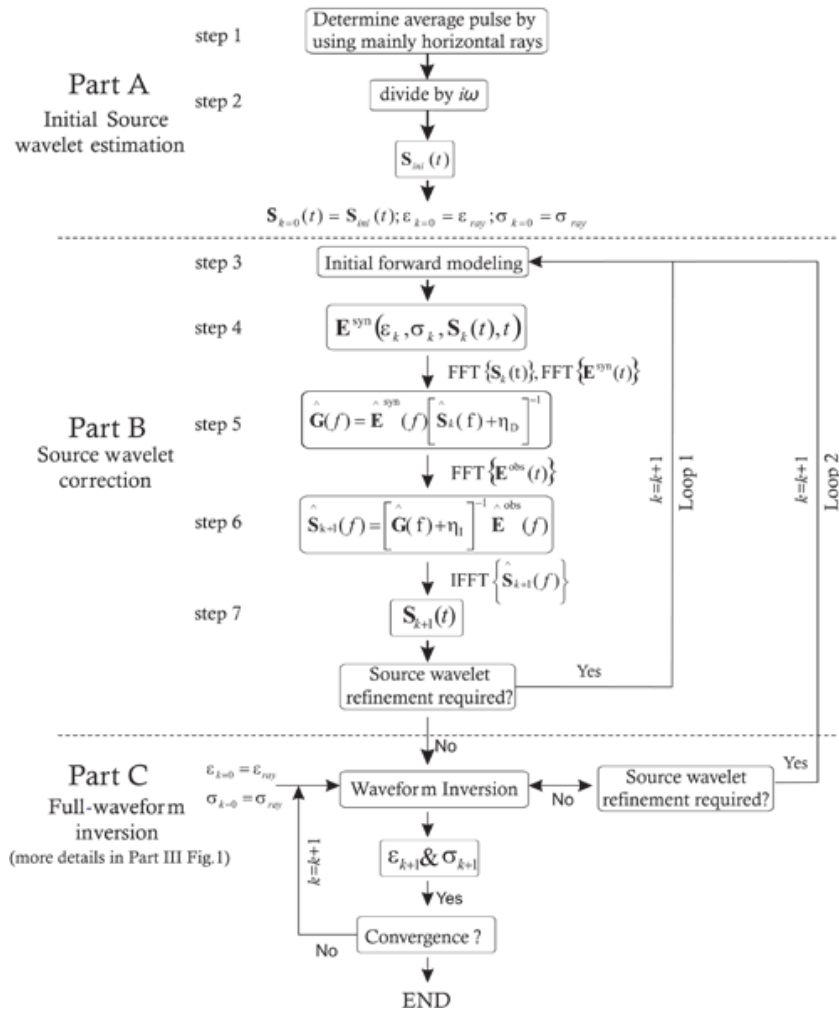 step 1
Determine average pulse by
using mainly horizontal rays
Part A
Initial Source
wavelet estimation
step 2
divide by iω
S_ini (t)
S_k=0 (t) = S_ini (t); ε_k=0 = ε_ray ; σ_k=0 = σ_ray
step 3
Initial forward modeling
step 4
E^syn (ε_k , σ_k , S_k (t), t)
FFT {S_k (t)}, FFT {E^syn (t)}
Part B
Source wavelet
correction
step 5
Ĝ(f) = Ê^syn (f) [Ŝ_k (f) + η_D]^-1
FFT {E^obs (t)}
step 6
Ŝ_k+1 (f) = [Ĝ(f) + η_I]^-1 Ê^obs (f)
IFFT {Ŝ_k+1 (f)}
step 7
S_k+1 (t)
Source wavelet
refinement required?
Yes
k=k+1
Loop 1
k=k+1
Loop 2
No
Part C
Full-waveform
inversion
(more details in Part III Fig.1)
ε_k=0 = ε_ray
σ_k=0 = σ_ray
Waveform Inversion
No
Source wavelet
refinement required?
Yes
k=k+1
ε_k+1 & σ_k+1
Yes
Convergence ?
No
END